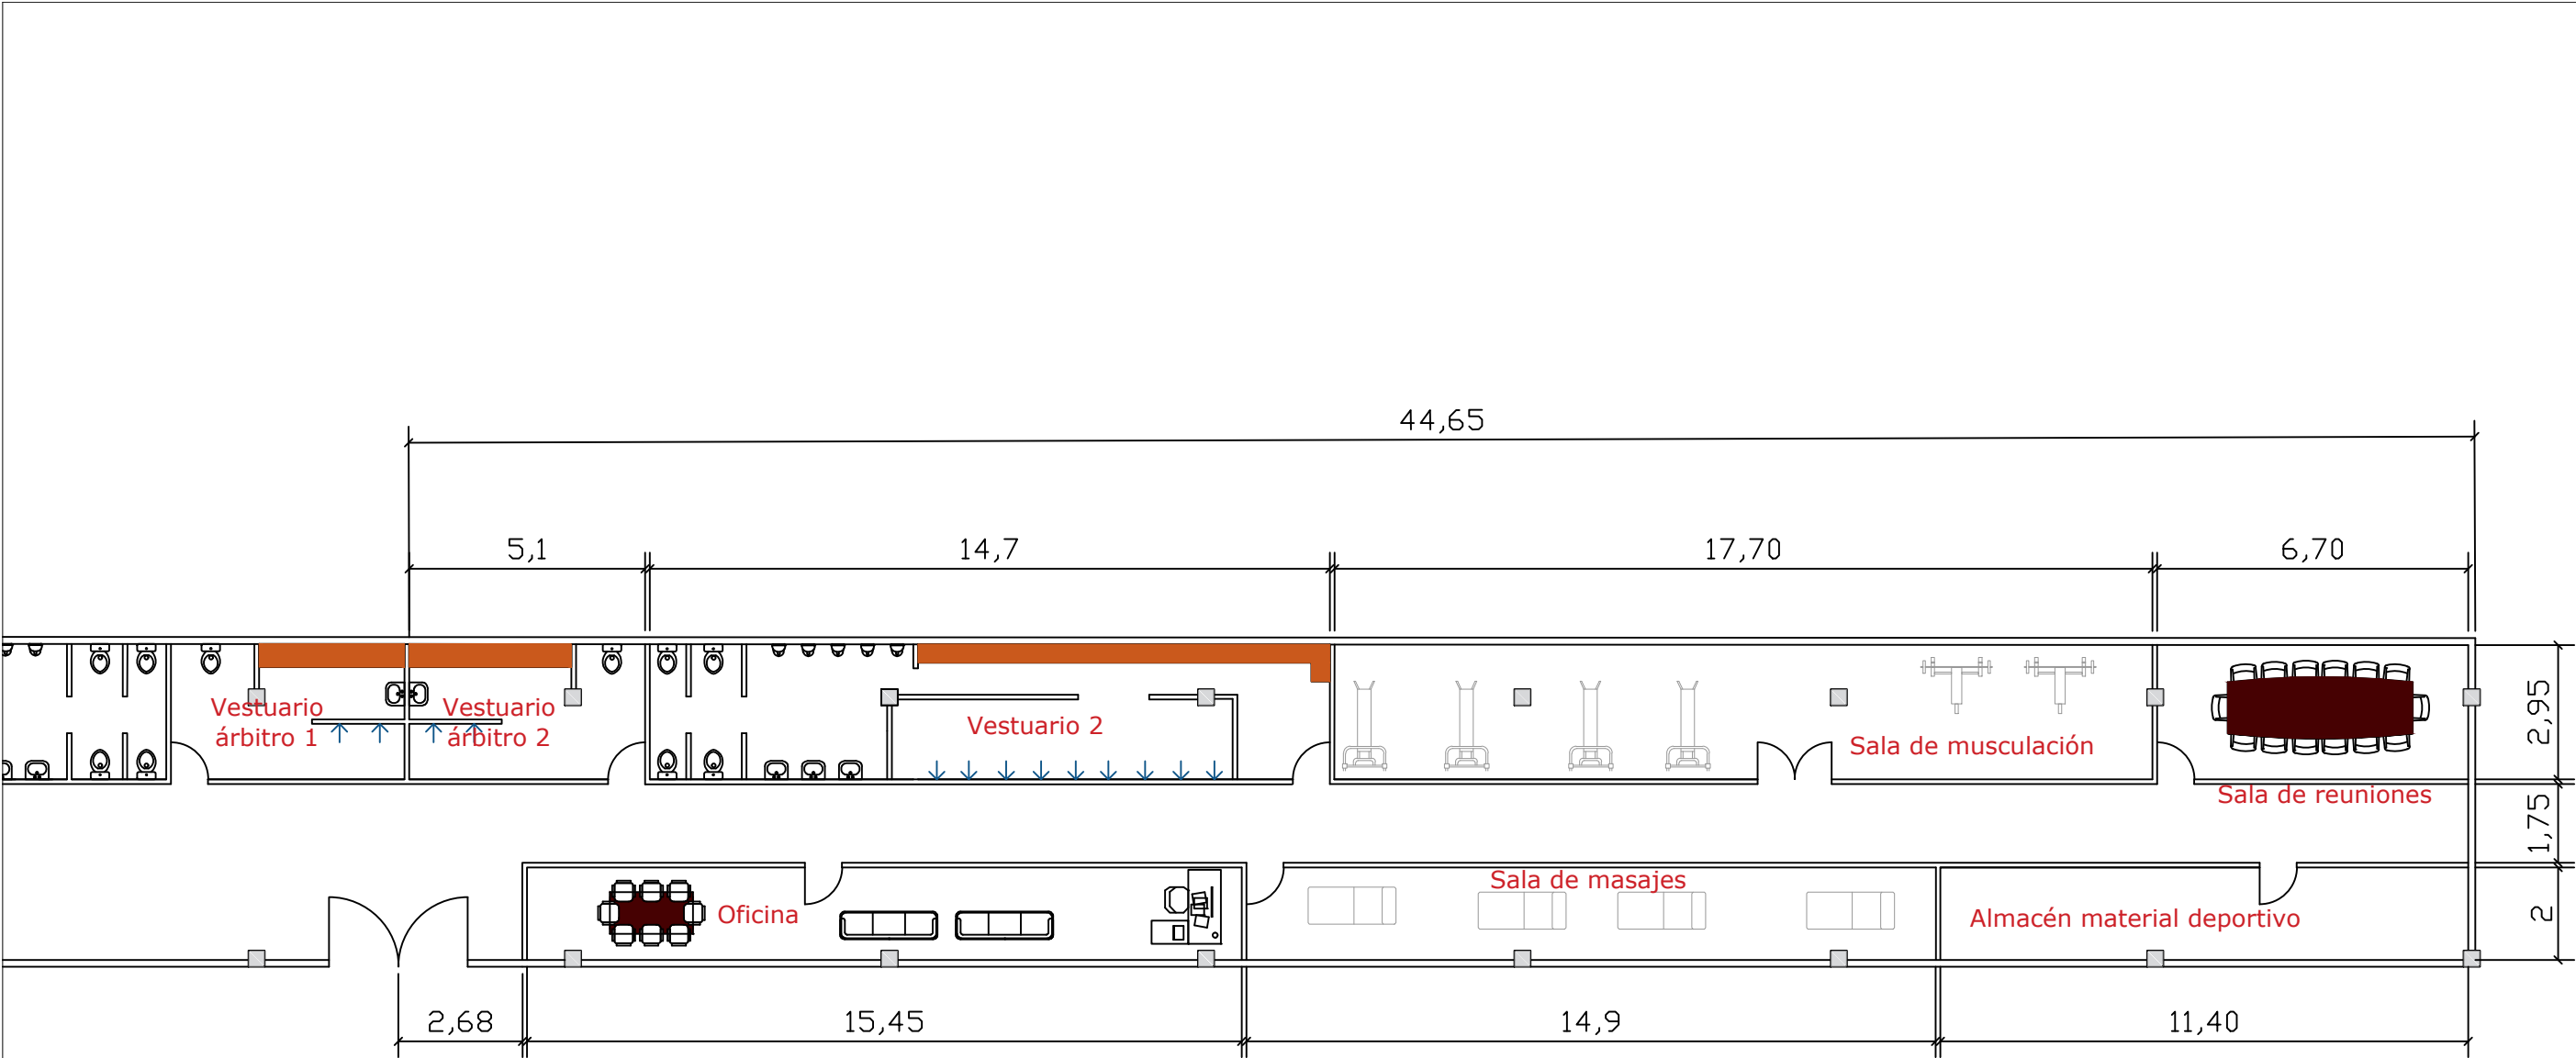 44,65
5,1
14,7
17,70
6,70
Vestuario
árbitro 1
Vestuario
árbitro 2
Vestuario 2
Sala de musculación
2,95
Sala de reuniones
1,75
Oficina
Sala de masajes
Almacén material deportivo
2
2,68
15,45
14,9
11,40